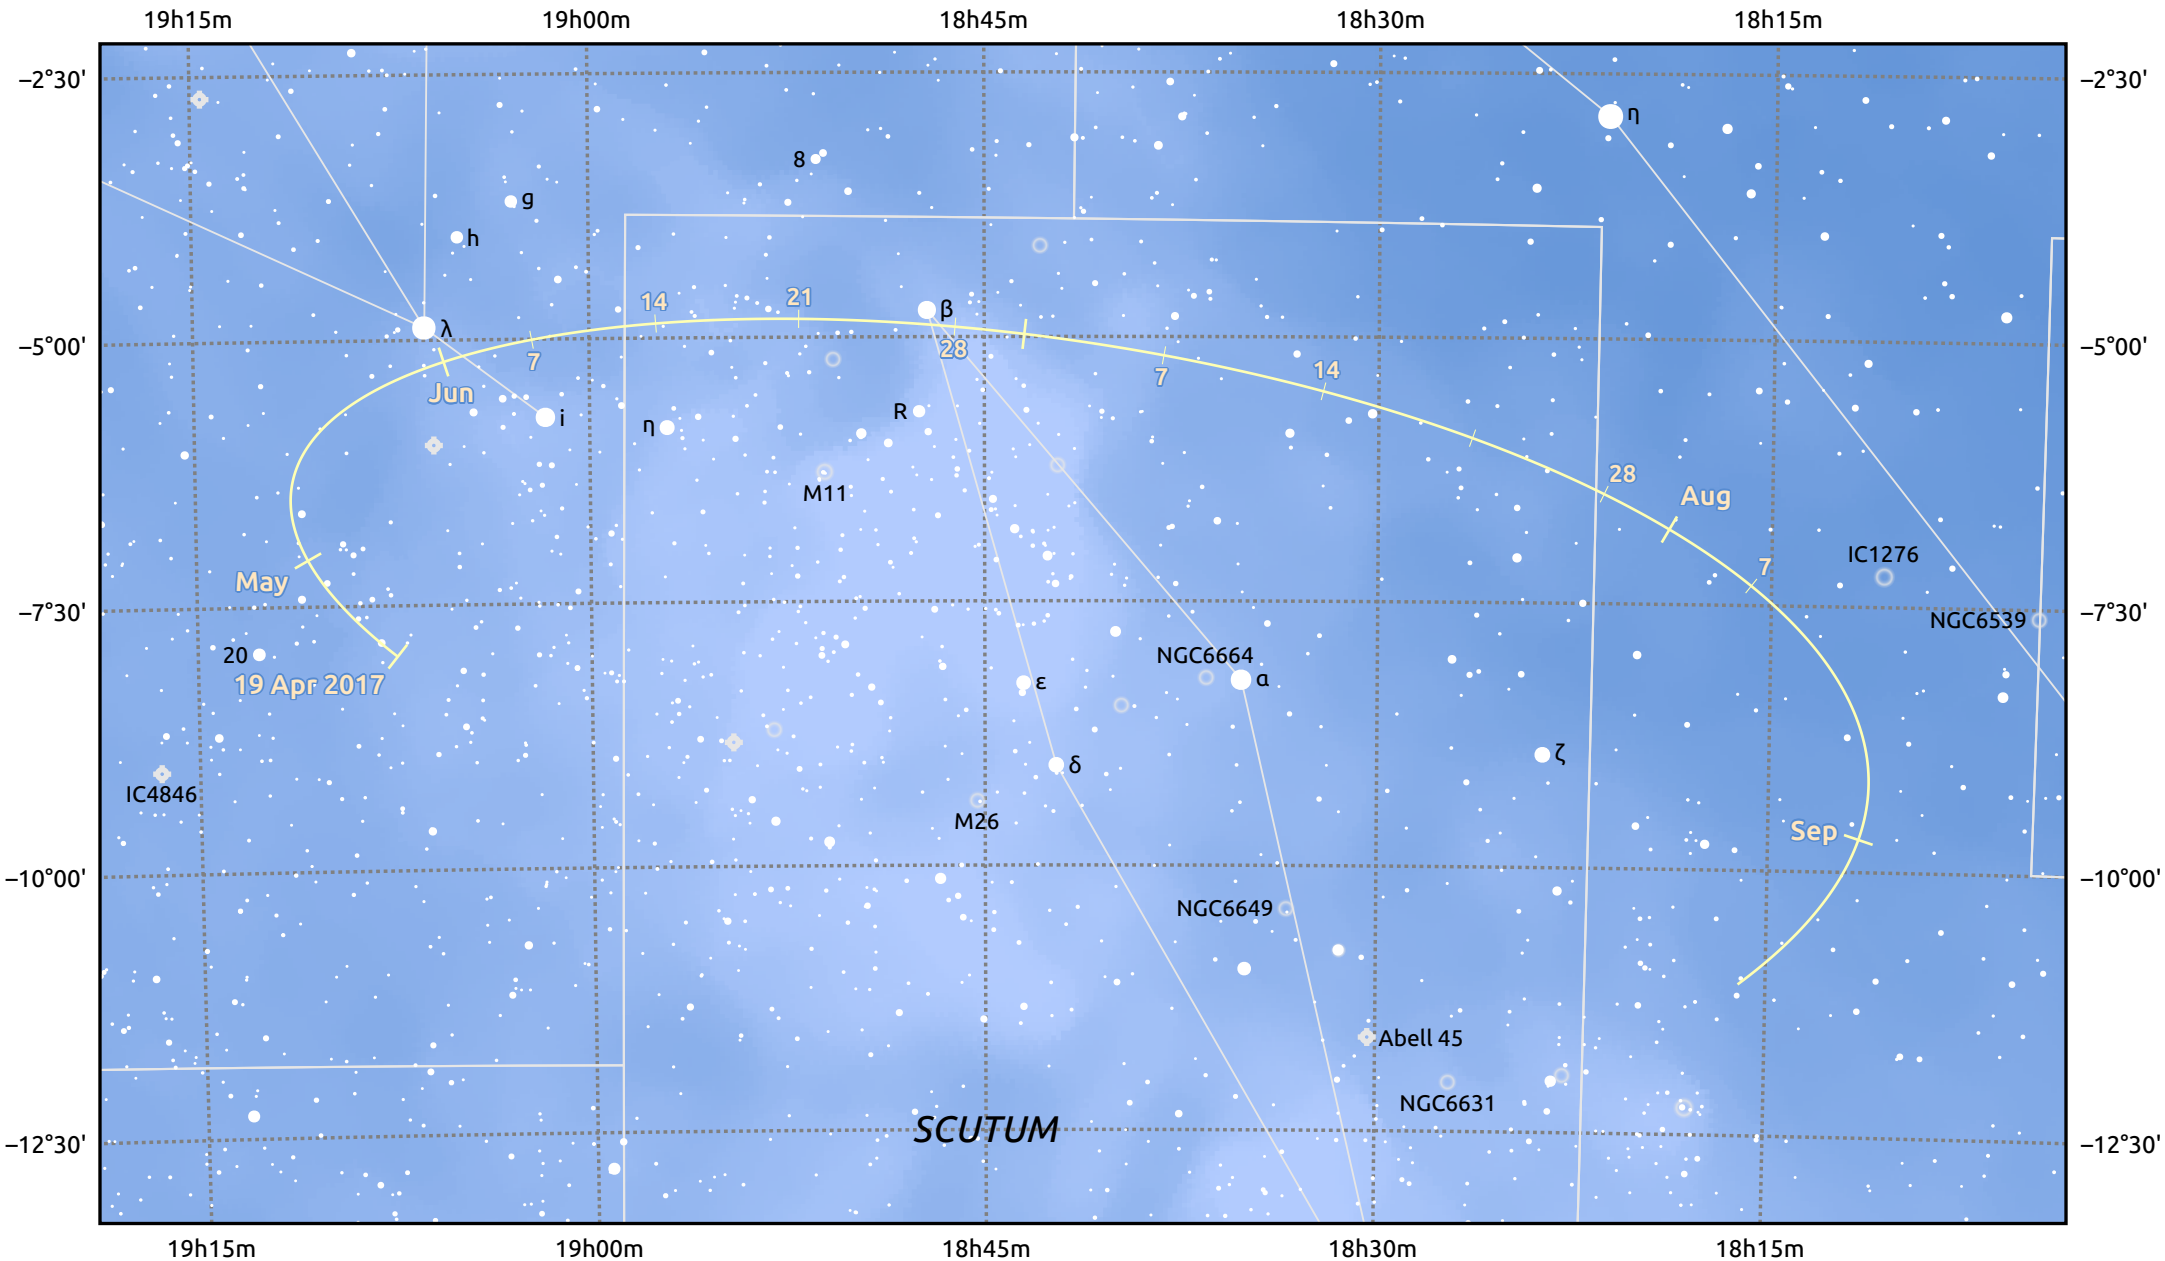 19h15m 19h00m 18h45m 18h30m 18h15m
−2°30' −2°30'
η
8
g
h
14 21 β
λ
−5°00' 28 −5°00'
7 7 14
Jun
i η R
28
M11 Aug
IC1276
May 7
−7°30' −7°30'
NGC6539
20 NGC6664
19 Apr 2017 ε α
ζ
δ
IC4846
M26 Sep
−10°00' −10°00'
NGC6649
Abell 45
NGC6631
SCUTUM
−12°30' −12°30'
19h15m 19h00m 18h45m 18h30m 18h15m